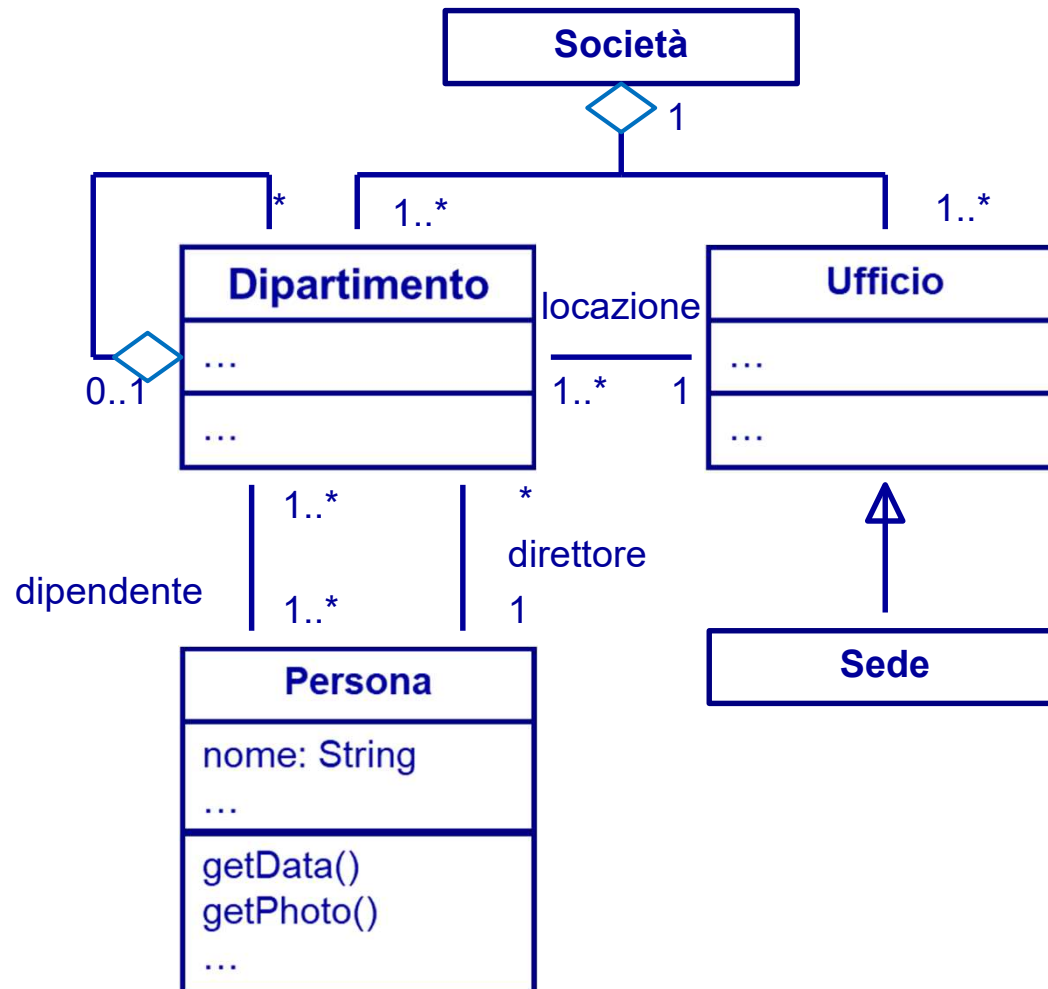 Società
1
*
1..*
1..*
Dipartimento
locazione
Ufficio
...
...
0..1
1..*
1
...
...
1..*
*
direttore
dipendente
1..*
1
Persona
Sede
nome: String
...
getData()
getPhoto()
...